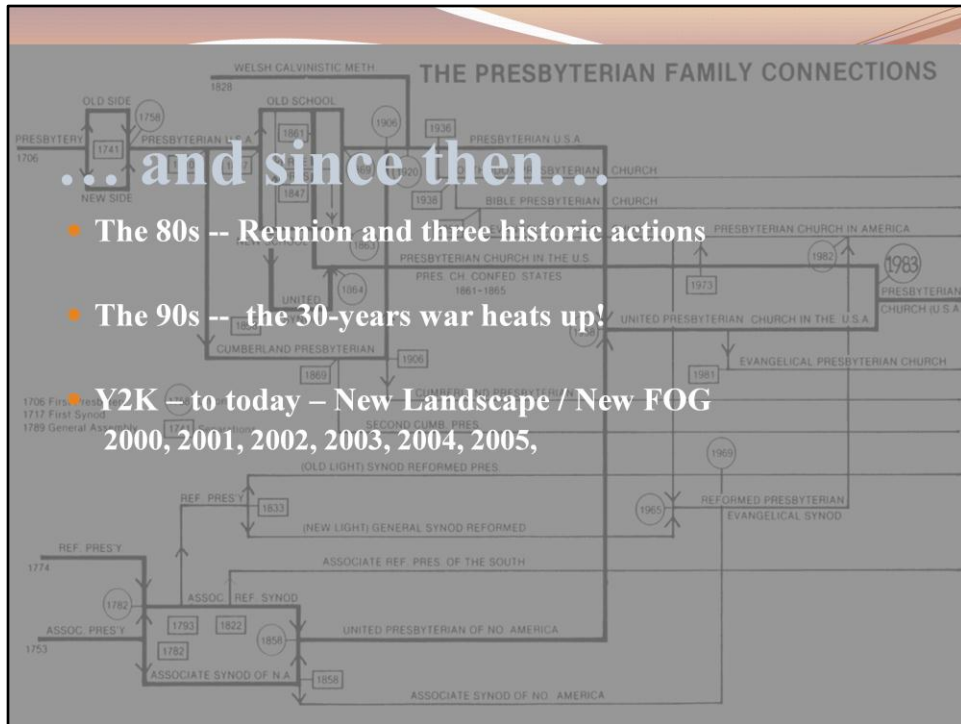 WELSH CALVINISTIC METH.
THE PRESBYTERIAN FAMILY CONNECTIONS
1828
OLD SIDE
1758
OLD SCHOOL
1861
1906
1936
PRESBYTERIAN U.S.A.
PRESBYTERY
1741
PRESBYTERIAN U.S.A.
1706
… and since then…
1920
CHURCH
NEW SIDE
1847
1938
BIBLE PRESBYTERIAN CHURCH
• The 80s -- Reunion and three historic actions
PRESBYTERIAN CHURCH IN AMERICA
1863
PRESBYTERIAN CHURCH IN THE U.S.
1982
1983
PRES. CH. CONFED. STATES
1861-1865
1864
1973
PRESBYTERIAN
CHURCH (U.S.A.
UNITED
• The 90s -- the 30-years war heats up!
UNITED PRESBYTERIAN CHURCH IN THE U.S.A.
CUMBERLAND PRESBYTERIAN
1906
1869
1981
EVANGELICAL PRESBYTERIAN CHURCH
• Y2K – to today – New Landscape / New FOG
1706 First
1717 First Synod
1789 General Assembly
1741
SECOND CUMB. PRES.
2000, 2001, 2002, 2003, 2004, 2005,
1969
(OLD LIGHT) SYNOD REFORMED PRES.
REF. PRES'Y
1833
1965
REFORMED PRESBYTERIAN
EVANGELICAL SYNOD
(NEW LIGHT) GENERAL SYNOD REFORMED
REF. PRES'Y
1774
ASSOCIATE REF. PRES. OF THE SOUTH
1782
ASSOC. REF. SYNOD
1793
1822
1858
ASSOC. PRES'Y
UNITED PRESBYTERIAN OF NO. AMERICA
1753
1782
ASSOCIATE SYNOD OF N.A.
1858
ASSOCIATE SYNOD OF NO. AMERICA